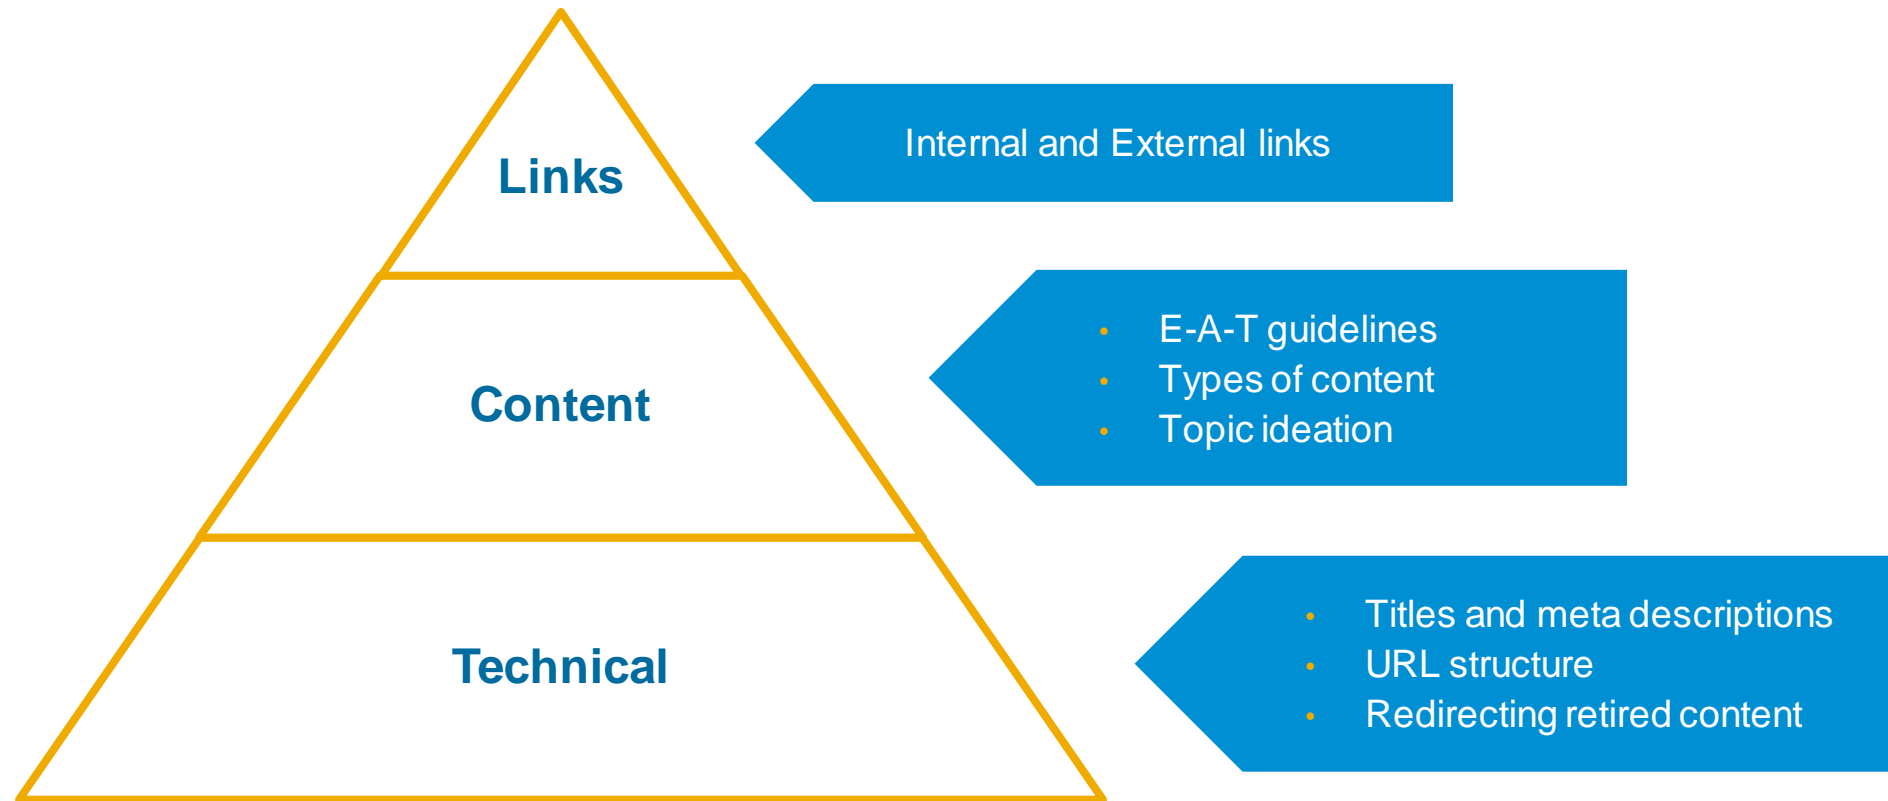 Links
Internal and External links
Content
• E-A-T guidelines
• Types of content
• Topic ideation
Technical
• Titles and meta descriptions
• URL structure
• Redirecting retired content